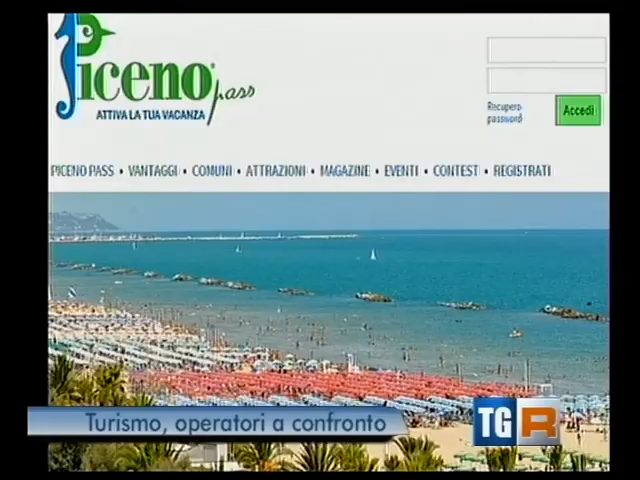 Piceno pass
ATTIVA LA TUA VACANZA
Recupero
password
Accedi
PICENO PASS • VANTAGGI • COMUNI • ATTRAZIONI • MAGAZINE • EVENTI • CONTEST • REGISTRATI
Turismo, operatori a confronto
TGR